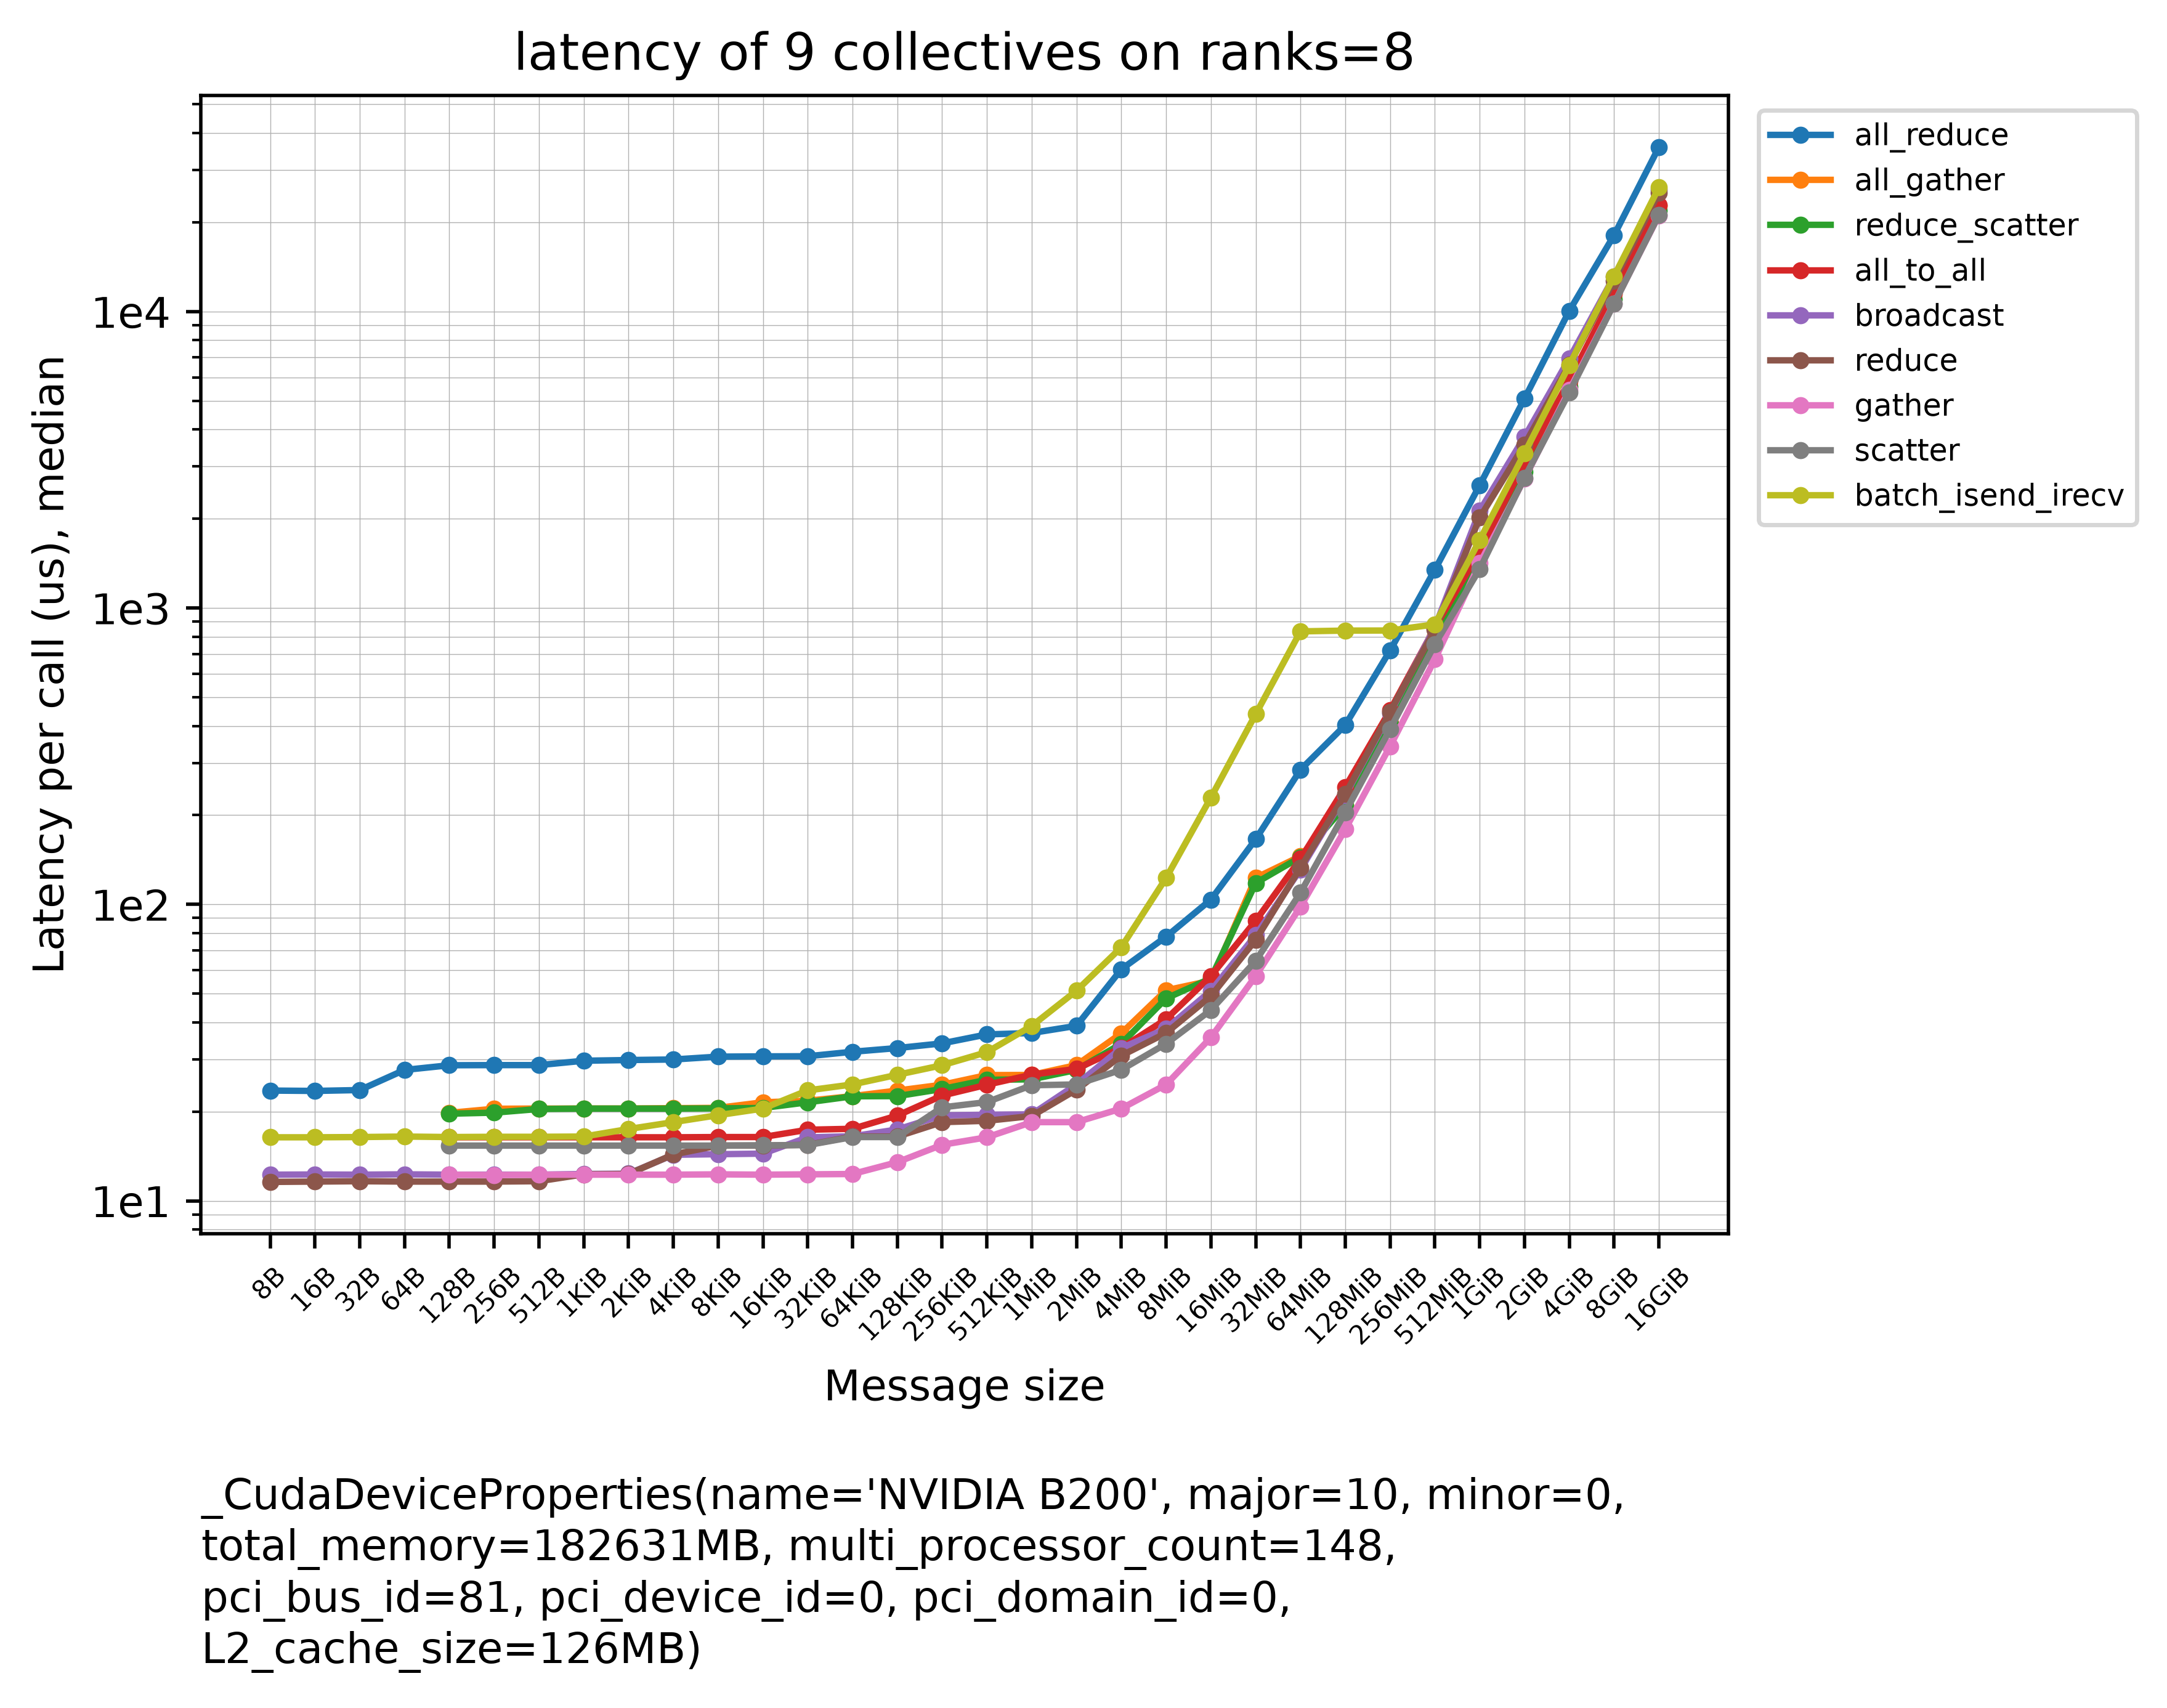 latency of 9 collectives on ranks=8
Latency per call (us), median
1e4
1e3
1e2
1e1
8B
16B
32B
64B
128B
256B
512B
1KiB
2KiB
4KiB
8KiB
16KiB
32KiB
64KiB
128KiB
256KiB
512KiB
1MiB
2MiB
4MiB
8MiB
16MiB
32MiB
64MiB
128MiB
256MiB
512MiB
1GiB
2GiB
4GiB
8GiB
16GiB
Message size
all_reduce
all_gather
reduce_scatter
all_to_all
broadcast
reduce
gather
scatter
batch_isend_irecv
_CudaDeviceProperties(name='NVIDIA B200', major=10, minor=0,
total_memory=182631MB, multi_processor_count=148,
pci_bus_id=81, pci_device_id=0, pci_domain_id=0,
L2_cache_size=126MB)